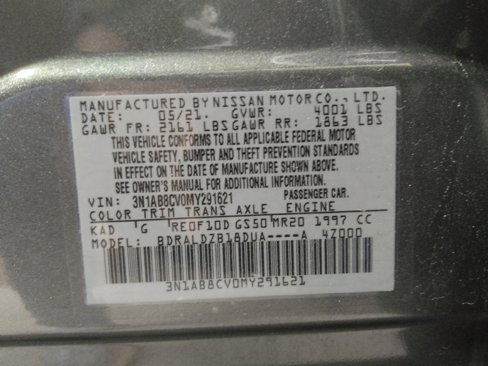 MANUFACTURED BY NISSAN MOTOR CO., LTD.
DATE: 05/21. GVWR: 4001 LBS
GAWR FR: 2161 LBS GAWR RR: 1863 LBS
THIS VEHICLE CONFORMS TO ALL APPLICABLE FEDERAL MOTOR
VEHICLE SAFETY, BUMPER AND THEFT PREVENTION STANDARDS
IN EFFECT ON THE DATE OF MANUFACTURE SHOWN ABOVE.
SEE OWNER'S MANUAL FOR ADDITIONAL INFORMATION.
VIN: 3N1AB8CV0MY291621 PASSENGER CAR.
COLOR TRIM TRANS AXLE ENGINE
KAD G RE0F10D GS50 MR20 1997 CC
MODEL: BDRALDZB18DUA----A 4Z000
3N1AB8CV0MY291621